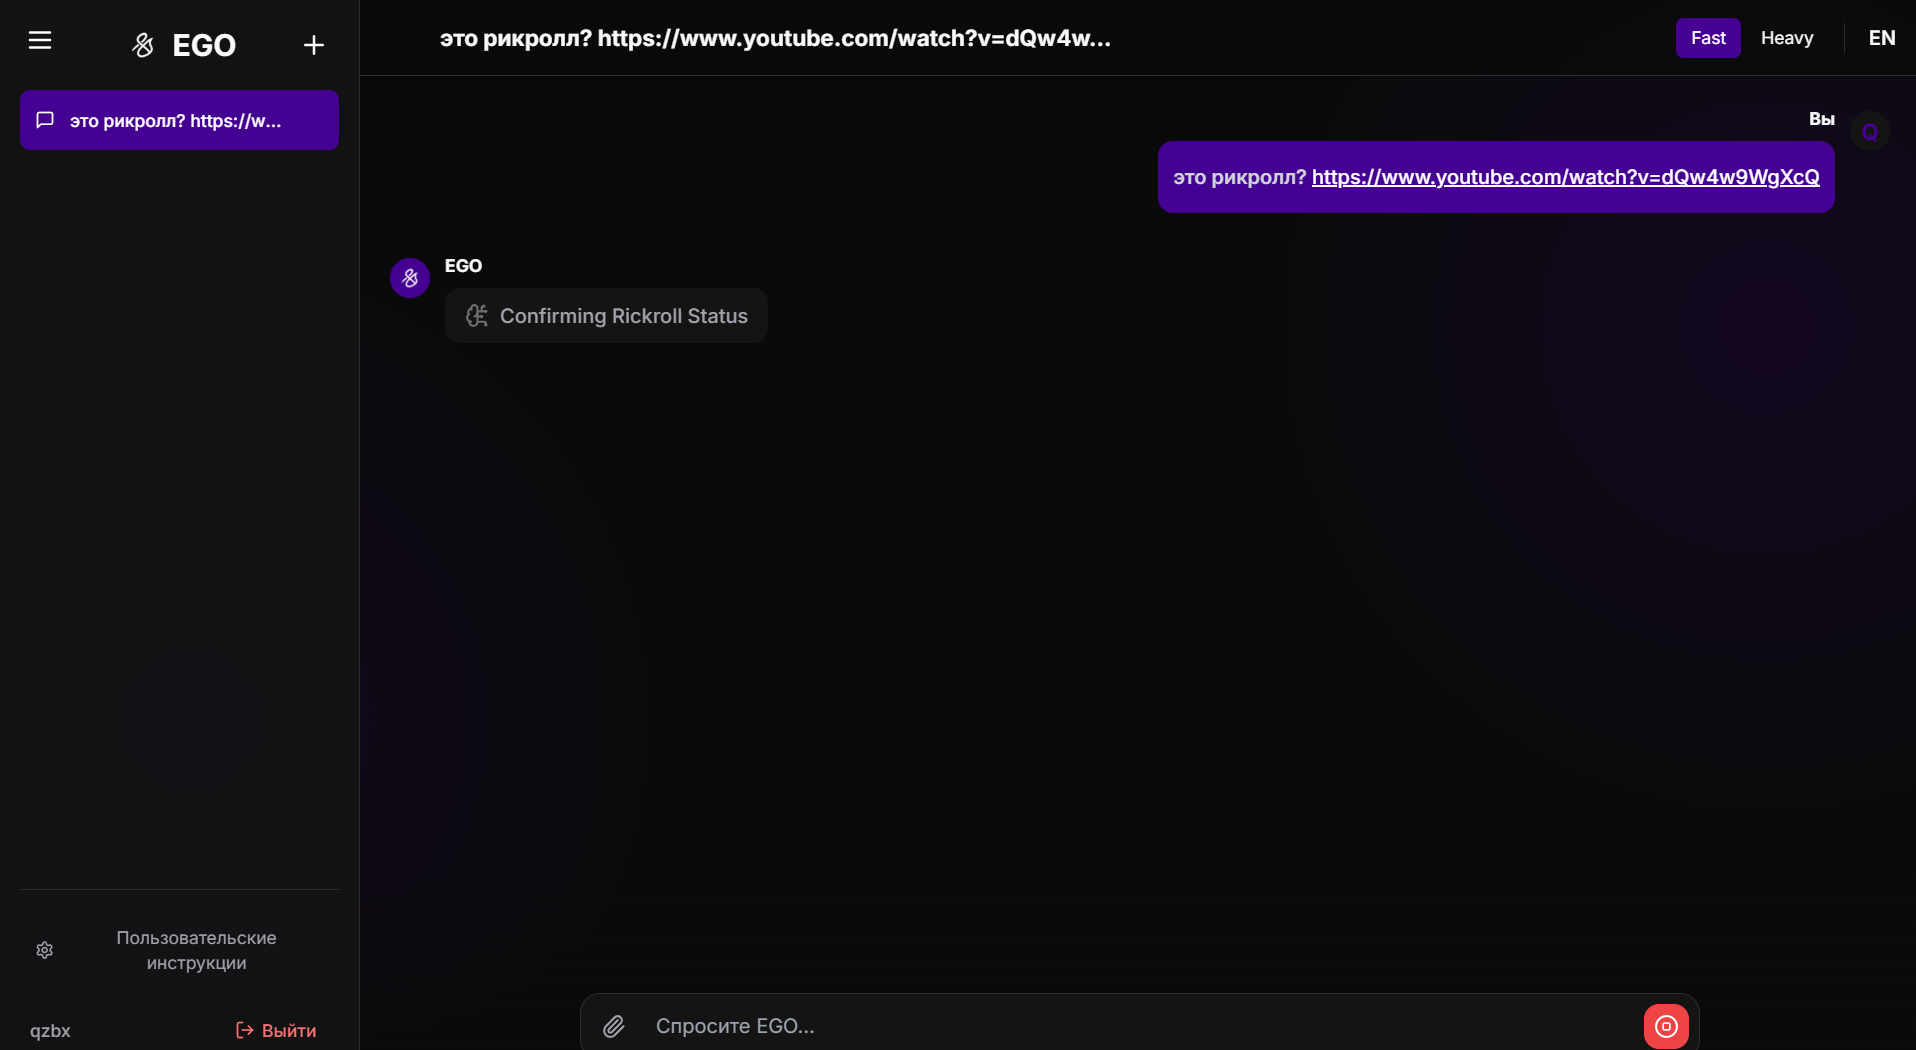 EGO
это рикролл? https://w...
Пользовательские
инструкции
qzbx
Выйти
это рикролл? https://www.youtube.com/watch?v=dQw4w...
Fast
Heavy
EN
Вы
Q
это рикролл? https://www.youtube.com/watch?v=dQw4w9WgXcQ
EGO
Confirming Rickroll Status
Спросите EGO...